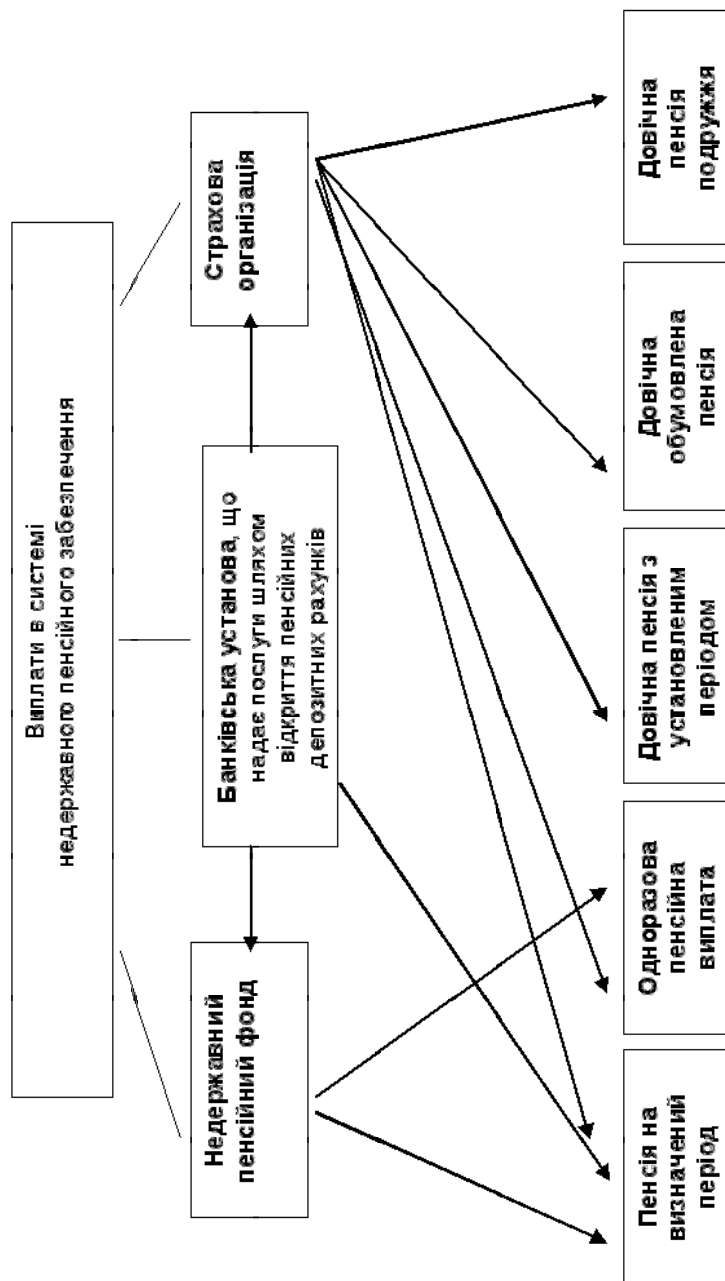 Виплати в системі
недержавного пенсійного забезпечення
Недержавний
пенсійний фонд
Банківська установа, що
надає послуги шляхом
відкриття пенсійних
депозитних рахунків
Страхова
організація
Пенсія на
визначений
період
Одноразова
пенсійна
виплата
Довічна пенсія з
установленим
періодом
Довічна
обумовлена
пенсія
Довічна
пенсія
подружжя